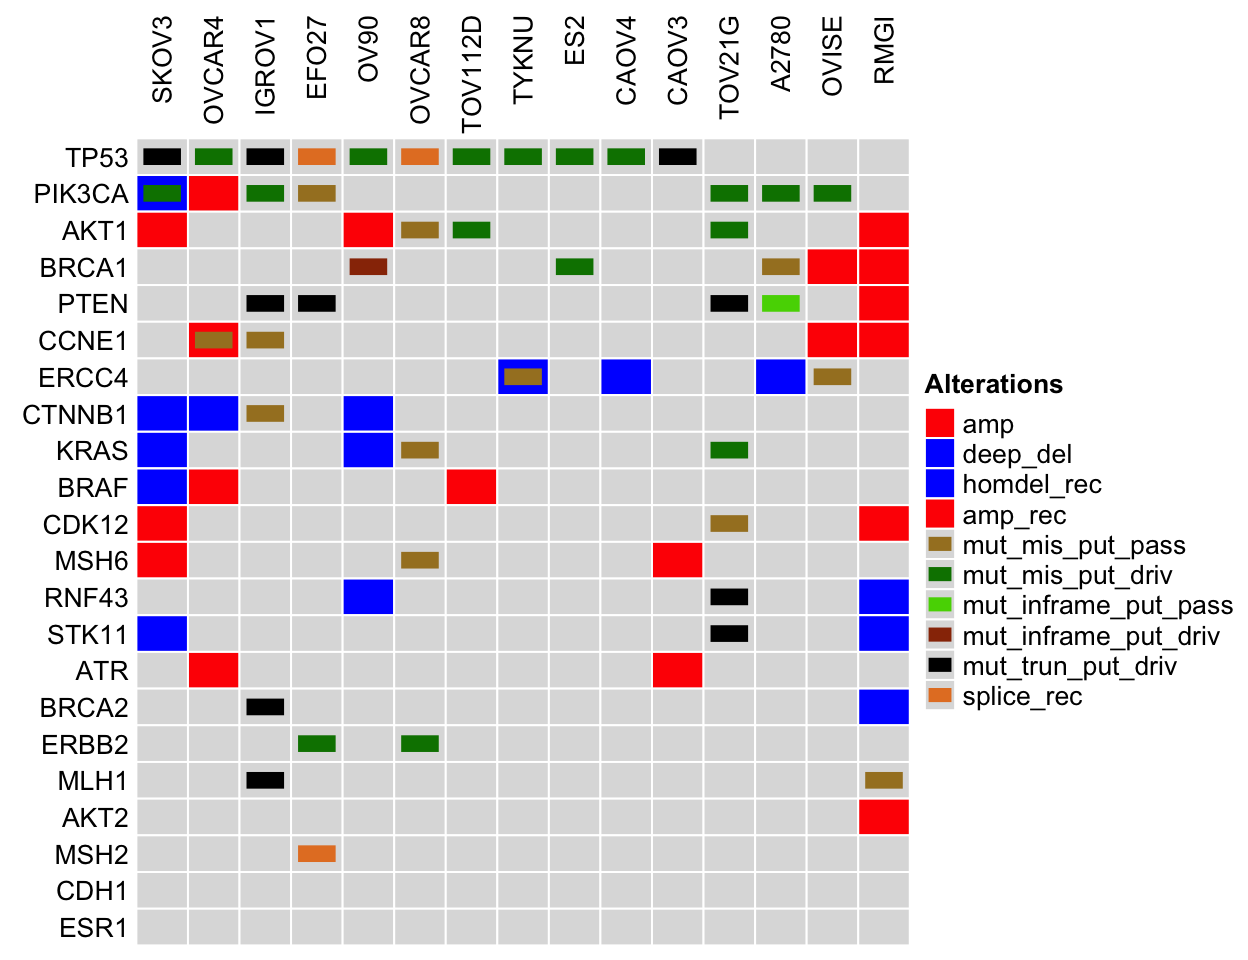 SKOV3
OVCAR4
IGROV1
EFO27
OV90
OVCAR8
TOV112D
TYKNU
ES2
CAOV4
CAOV3
TOV21G
A2780
OVISE
RMGI
TP53
PIK3CA
AKT1
BRCA1
PTEN
CCNE1
ERCC4
CTNNB1
KRAS
BRAF
CDK12
MSH6
RNF43
STK11
ATR
BRCA2
ERBB2
MLH1
AKT2
MSH2
CDH1
ESR1
Alterations
amp
deep_del
homdel_rec
amp_rec
mut_mis_put_pass
mut_mis_put_driv
mut_inframe_put_pass
mut_inframe_put_driv
mut_trun_put_driv
splice_rec